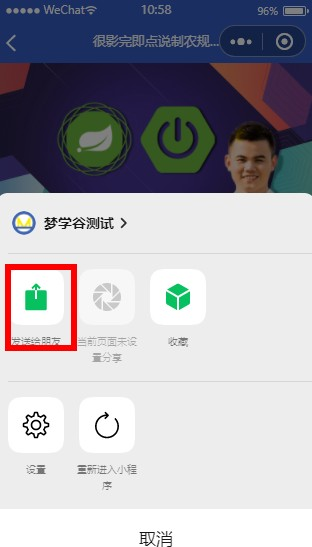 WeChat
10:58
96%
很影完即点说制农规...
梦学谷测试
发送给朋友
当前页面未设
置分享
收藏
设置
重新进入小程
序
取消